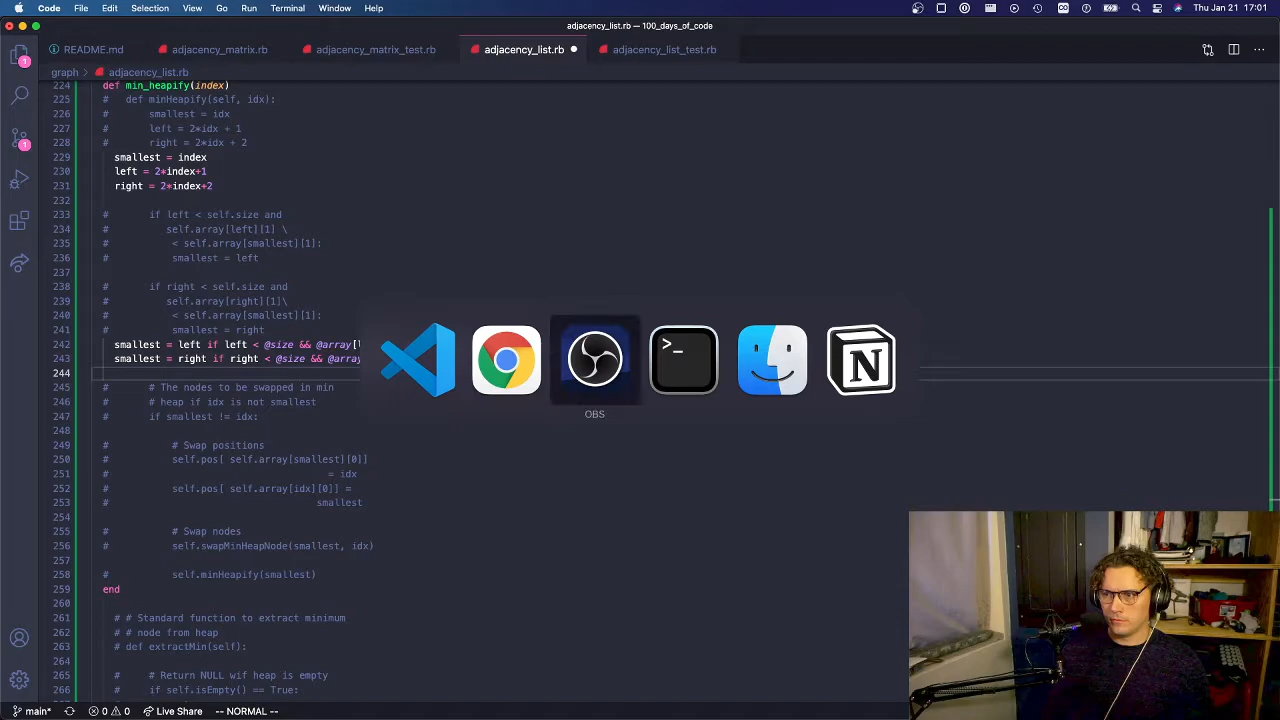 Code File Edit Selection View Go Run Terminal Window Help Thu Jan 21 17:01
adjacency_list.rb — 100_days_of_code
README.md adjacency_matrix.rb adjacency_matrix_test.rb adjacency_list.rb adjacency_list_test.rb
graph > adjacency_list.rb
224 def min_heapify(index)
225 # def minHeapify(self, idx):
226 # smallest = idx
227 # left = 2*idx + 1
228 # right = 2*idx + 2
229 smallest = index
230 left = 2*index+1
231 right = 2*index+2
232
233 # if left < self.size and
234 # self.array[left][1] \
235 # < self.array[smallest][1]:
236 # smallest = left
237
238 # if right < self.size and
239 # self.array[right][1]\
240 # < self.array[smallest][1]:
241 # smallest = right
242 smallest = left if left < @size && @array[l
243 smallest = right if right < @size && @array
244
245 # # The nodes to be swapped in min
246 # # heap if idx is not smallest
247 # if smallest != idx:
248 #
249 # # Swap positions
250 # self.pos[ self.array[smallest][0]]
251 # = idx
252 # self.pos[ self.array[idx][0]] =
253 # smallest
254
255 # # Swap nodes
256 # self.swapMinHeapNode(smallest, idx)
257
258 # self.minHeapify(smallest)
259 end
260
261 # # Standard function to extract minimum
262 # # node from heap
263 # def extractMin(self):
264
265 # # Return NULL wif heap is empty
266 # if self.isEmpty() == True:
OBS
1
1
main* 0 0 Live Share -- NORMAL --